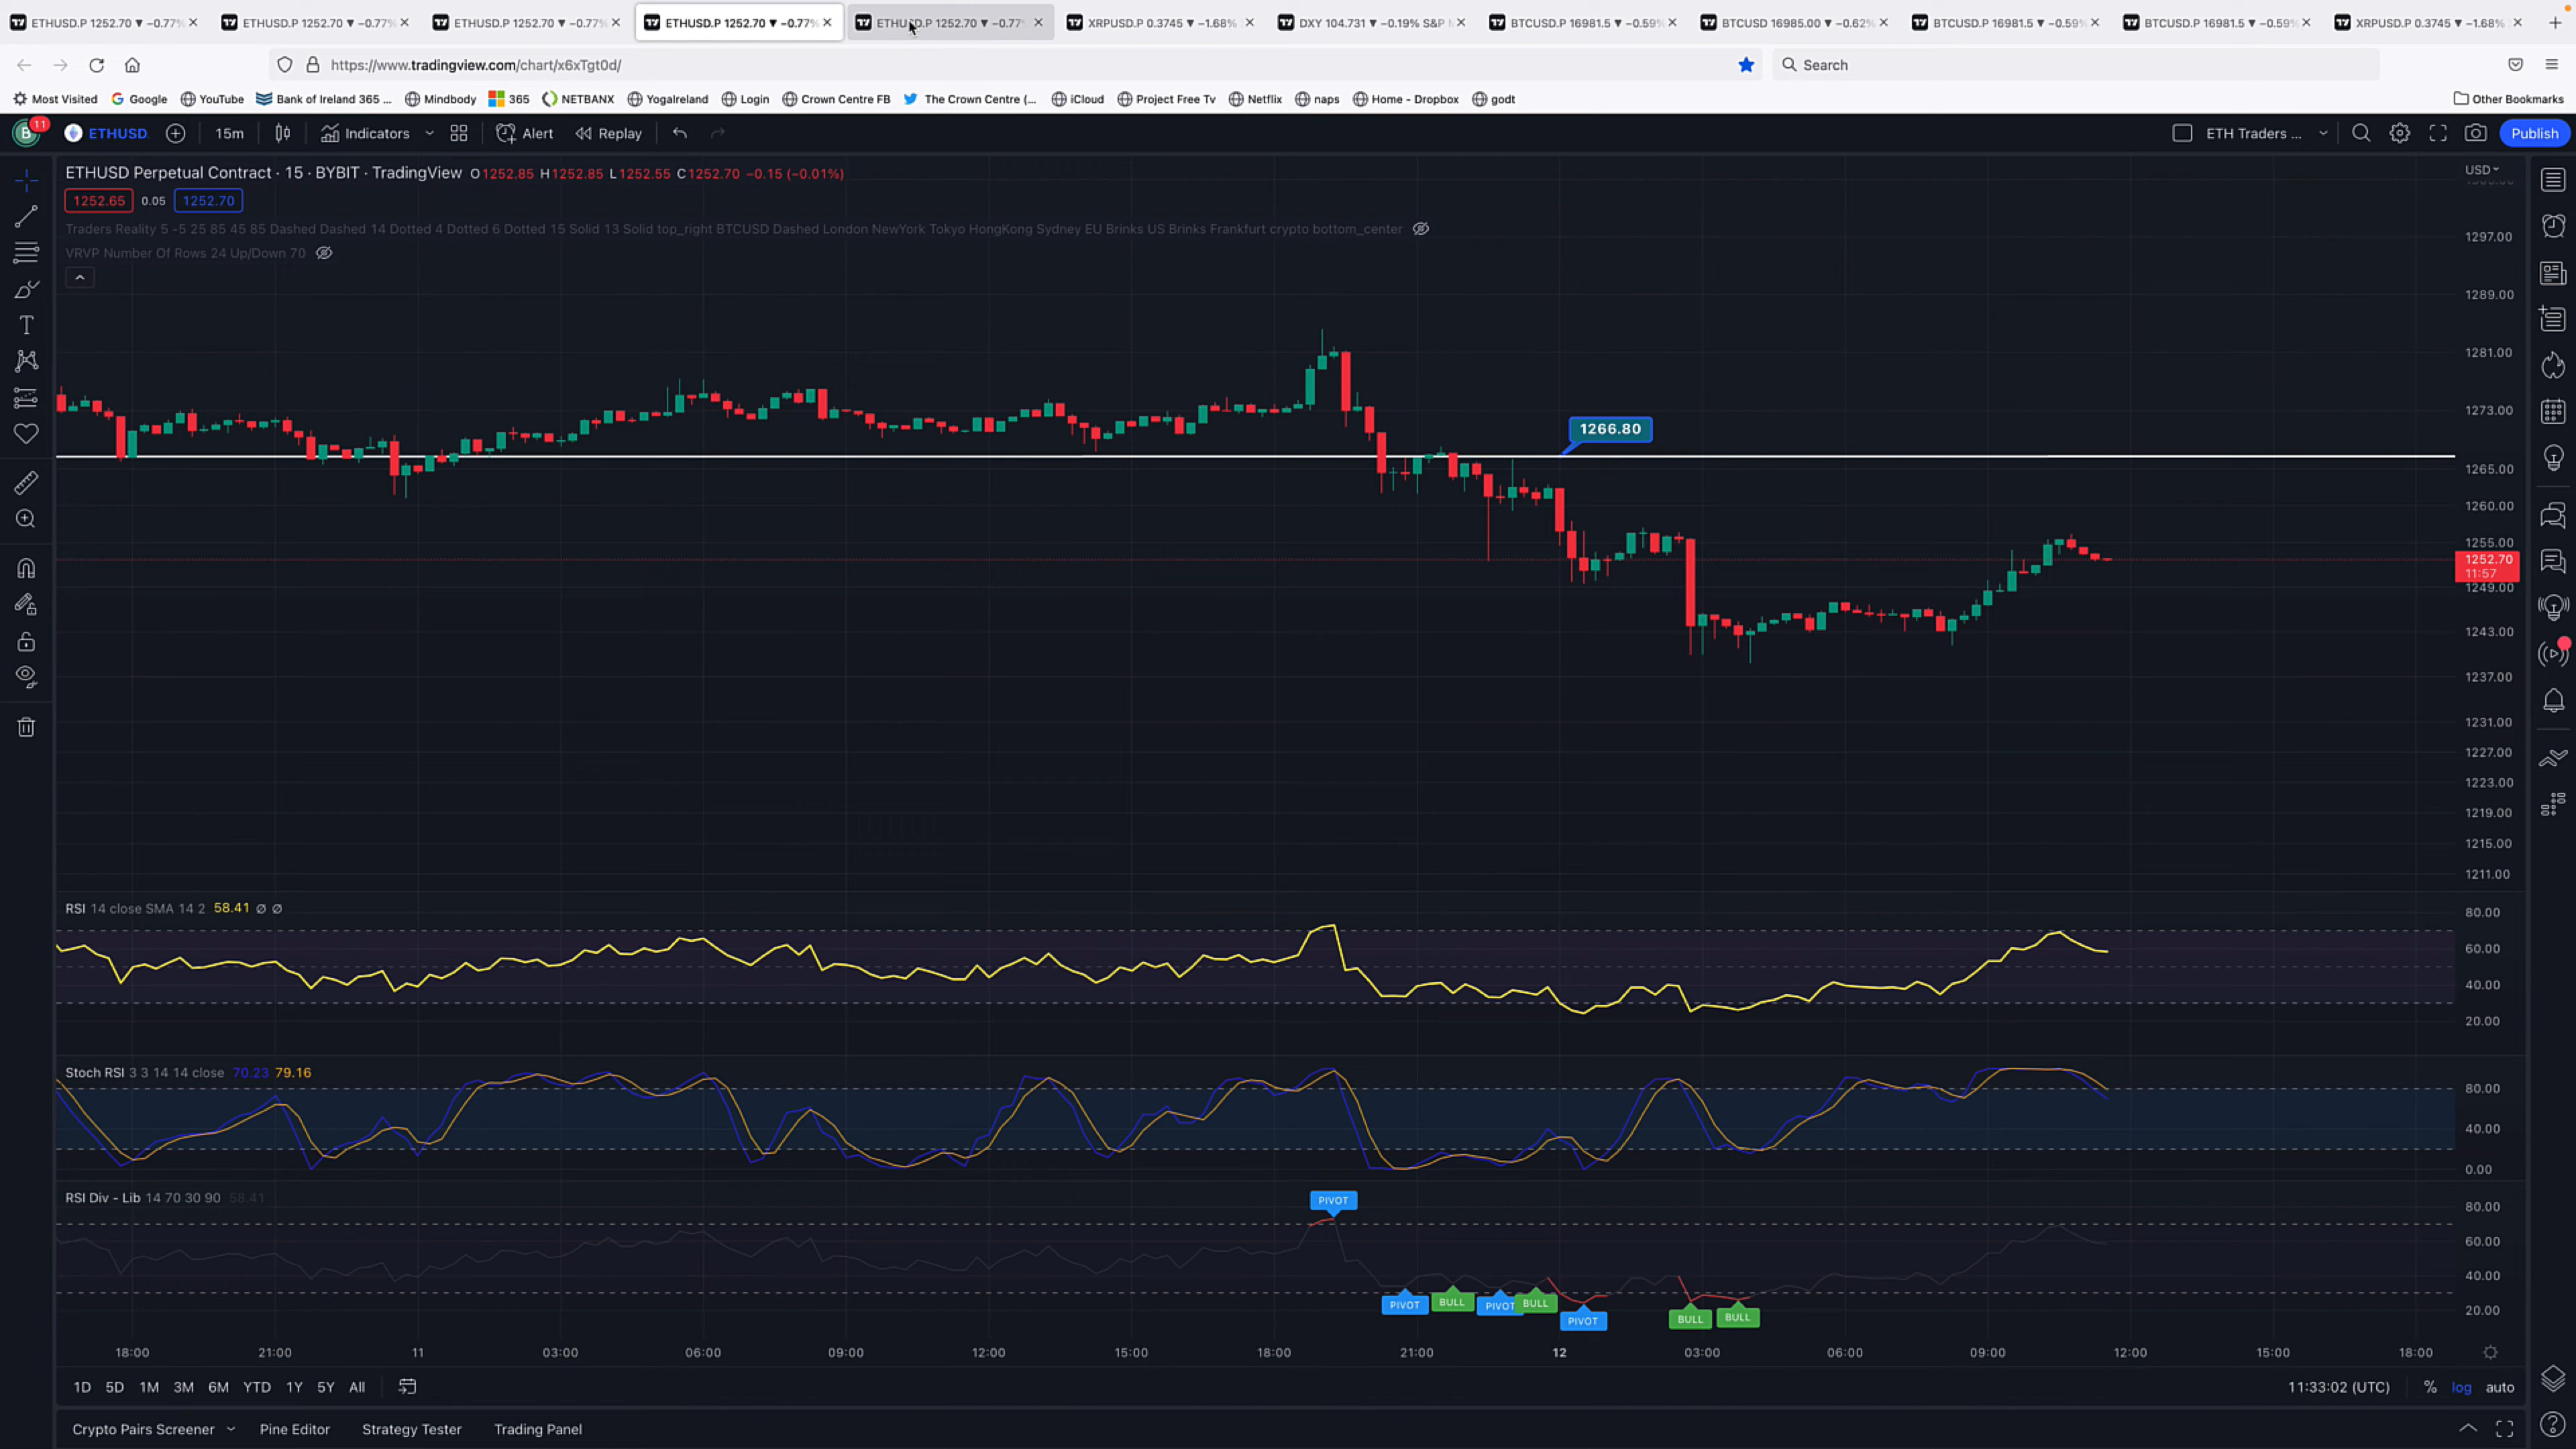 ETHUSD.P 1252.70 ▼ −0.77%
ETHUSD.P 1252.70 ▼ −0.77%
ETHUSD.P 1252.70 ▼ −0.77%
ETHUSD.P 1252.70 ▼ −0.77%
ETHUSD.P 1252.70 ▼ −0.77
XRPUSD.P 0.3745 ▼ −1.68%
DXY 104.731 ▼ −0.19% S&P
BTCUSD.P 16981.5 ▼ −0.59%
BTCUSD 16985.00 ▼ −0.62%
BTCUSD.P 16981.5 ▼ −0.59%
BTCUSD.P 16981.5 ▼ −0.59%
XRPUSD.P 0.3745 ▼ −1.68%
https://www.tradingview.com/chart/x6xTgt0d/
Search
Most Visited Google YouTube Bank of Ireland 365 ... Mindbody 365 NETBANX YogaIreland Login Crown Centre FB The Crown Centre (... iCloud Project Free Tv Netflix naps Home - Dropbox godt Other Bookmarks
B 11 ETHUSD 15m Indicators Alert Replay ETH Traders ... Publish
ETHUSD Perpetual Contract · 15 · BYBIT · TradingView O1252.85 H1252.85 L1252.55 C1252.70 −0.15 (−0.01%)
USD
1252.65 0.05 1252.70
Traders Reality 5 -5 25 85 45 85 Dashed Dashed 14 Dotted 4 Dotted 6 Dotted 15 Solid 13 Solid top_right BTCUSD Dashed London NewYork Tokyo HongKong Sydney EU Brinks US Brinks Frankfurt crypto bottom_center
VRVP Number Of Rows 24 Up/Down 70
1297.00
1289.00
1281.00
1273.00
1266.80
1265.00
1260.00
1255.00
1252.70
11:57
1249.00
1243.00
1237.00
1231.00
1227.00
1223.00
1219.00
1215.00
1211.00
RSI 14 close SMA 14 2 58.41 ∅ ∅
80.00
60.00
40.00
20.00
Stoch RSI 3 3 14 14 close 70.23 79.16
80.00
40.00
0.00
RSI Div - Lib 14 70 30 90 58.41
PIVOT
80.00
60.00
40.00
20.00
PIVOT BULL PIVOT BULL PIVOT BULL BULL
18:00 21:00 11 03:00 06:00 09:00 12:00 15:00 18:00 21:00 12 03:00 06:00 09:00 12:00 15:00 18:00
1D 5D 1M 3M 6M YTD 1Y 5Y All
11:33:02 (UTC) % log auto
Crypto Pairs Screener Pine Editor Strategy Tester Trading Panel